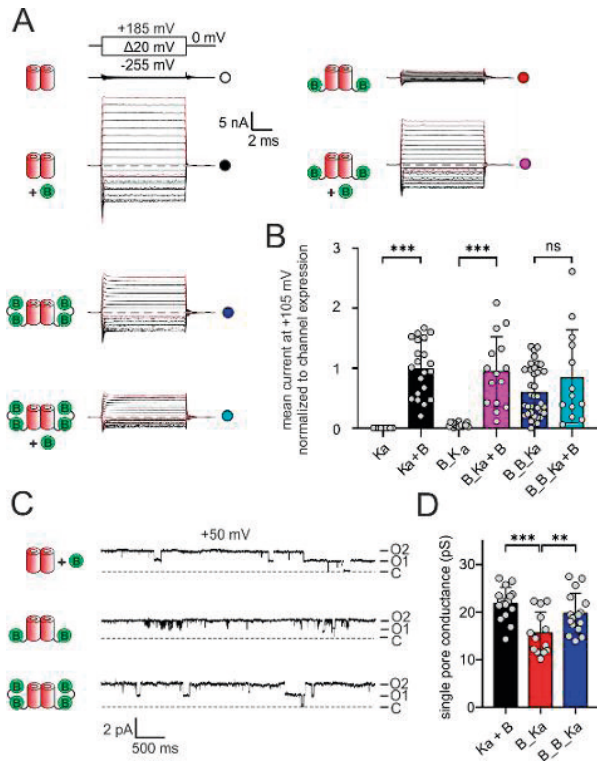 A
+185 mV
0 mV
Δ20 mV
-255 mV
5 nA
2 ms
B
+ B
B
B
B
B
+ B
B
B
B
B
B
B
B
B
B
+ B
B
mean current at +105 mV
normalized to channel expression
3
2
1
0
***
***
ns
Ka
Ka + B
B_Ka
B_Ka + B
B_B_Ka
B_B_Ka + B
C
+50 mV
+ B
O2
O1
C
B
B
O2
O1
C
B
B
B
B
O2
O1
C
2 pA
500 ms
D
single pore conductance (pS)
30
20
10
0
***
**
Ka + B
B_Ka
B_B_Ka